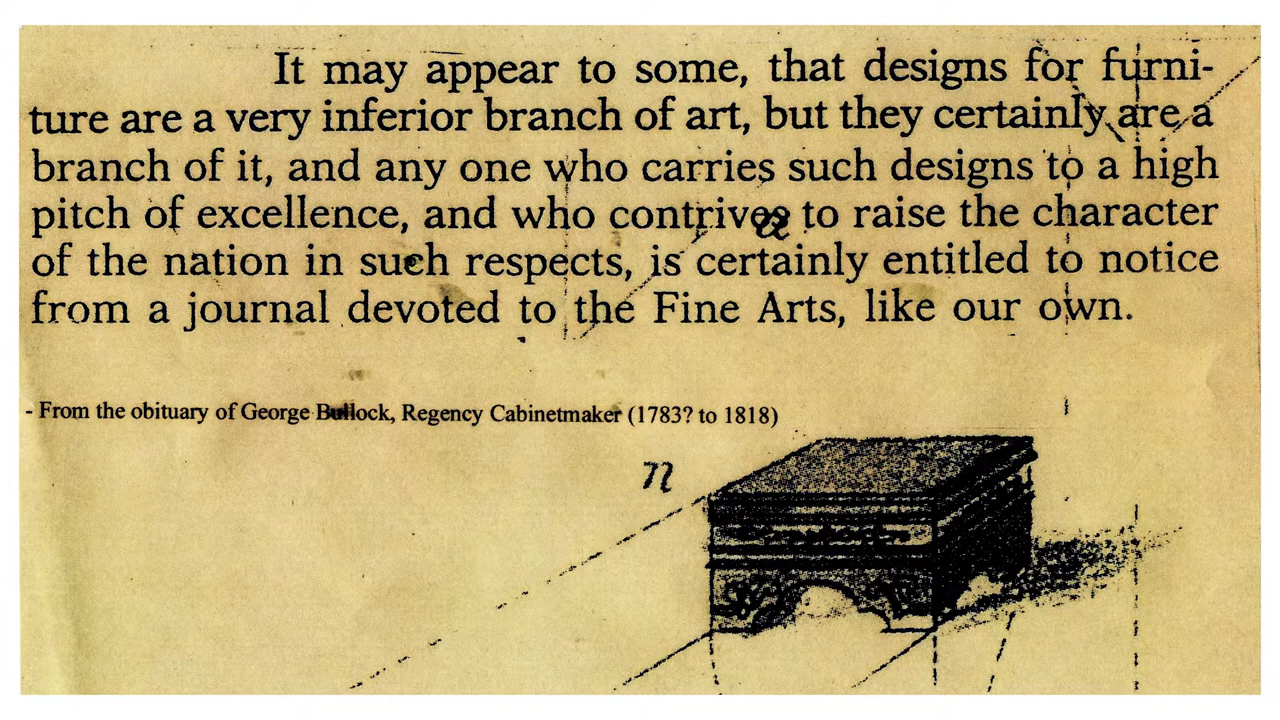 It may appear to some, that designs for furni-
ture are a very inferior branch of art, but they certainly are a
branch of it, and any one who carries such designs to a high
pitch of excellence, and who contrives to raise the character
of the nation in such respects, is certainly entitled to notice
from a journal devoted to the Fine Arts, like our own.
- From the obituary of George Bullock, Regency Cabinetmaker (1783? to 1818)
n